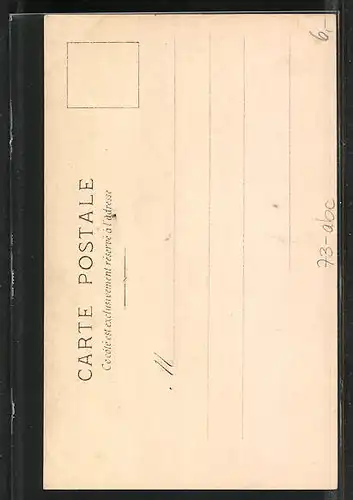 CARTE POSTALE
Ce côté est exclusivement réservé à l'adresse
M
73-abc
6,-